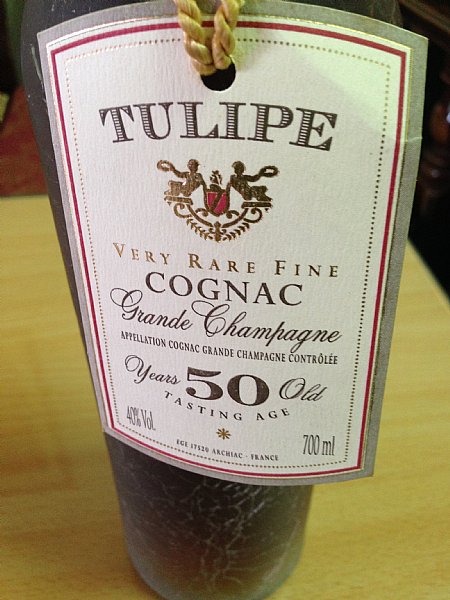 TULIPE
VERY RARE FINE
COGNAC
Grande Champagne
APPELLATION COGNAC GRANDE CHAMPAGNE CONTRÔLÉE
Years 50 Old
TASTING AGE
40% Vol.
700 ml
EGE 17520 ARCHIAC - FRANCE